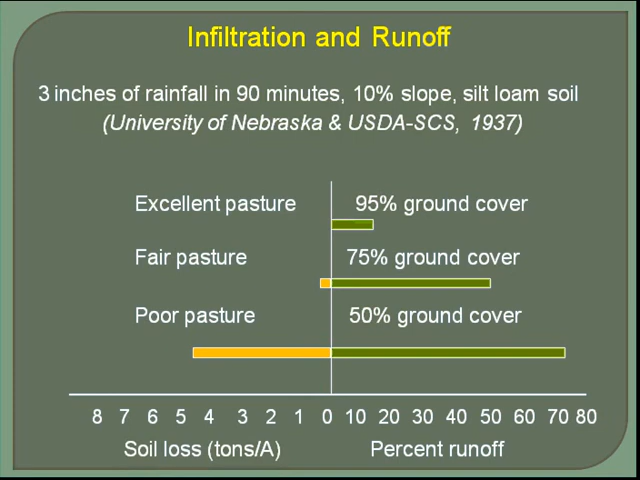 Infiltration and Runoff
3 inches of rainfall in 90 minutes, 10% slope, silt loam soil
(University of Nebraska & USDA-SCS, 1937)
Excellent pasture 95% ground cover
Fair pasture 75% ground cover
Poor pasture 50% ground cover
8 7 6 5 4 3 2 1 0 10 20 30 40 50 60 70 80
Soil loss (tons/A) Percent runoff